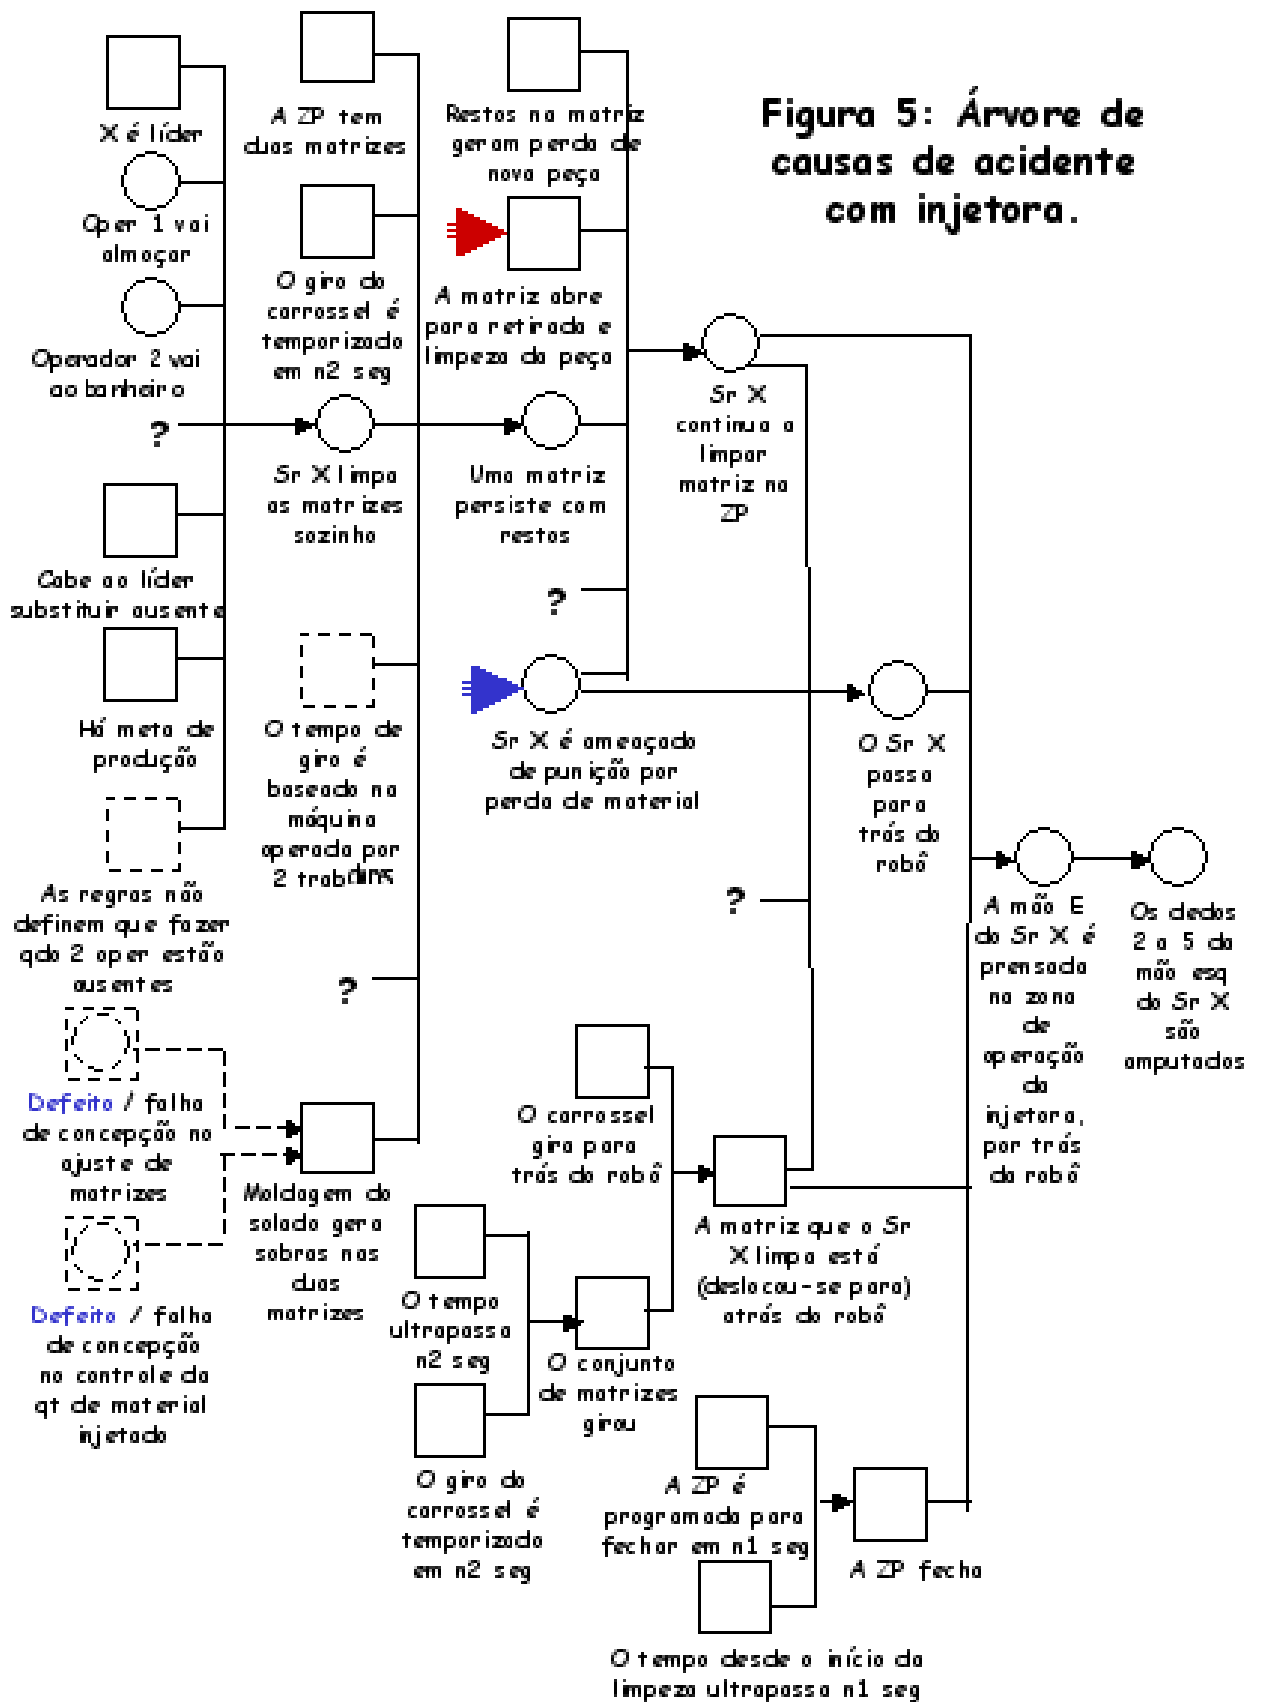 Figura 5: Árvore de
causas de acidente
com injetora.
X é líder
Oper 1 vai
almoçar
Operador 2 vai
ao banheiro
?
Cabe ao líder
substituir ausente
Há meta de
produção
As regras não
definem que fazer
qdo 2 oper estão
ausentes
Defeito / falha
de concepção no
ajuste de
matrizes
Defeito / falha
de concepção
no controle da
qt de material
injetado
A ZP tem
duas matrizes
O giro do
carrossel é
temporizado
em n2 seg
Sr X limpa
as matrizes
sozinho
O tempo de
giro é
baseado na
máquina
operada por
2 trab
?
Moldagem do
solado gera
sobras nas
duas
matrizes
Restos na matriz
geram perda de
nova peça
A matriz abre
para retirada e
limpeza da peça
Uma matriz
persiste com
restos
?
Sr X é ameaçado
de punição por
perda de material
O tempo
ultrapassa
n2 seg
O giro do
carrossel é
temporizado
em n2 seg
O carrossel
gira para
trás do robô
O conjunto
de matrizes
girou
Sr X
continua a
limpar
matriz na
ZP
?
A matriz que o Sr
X limpa está
(deslocou-se para)
atrás do robô
A ZP é
programada para
fechar em n1 seg
O tempo desde o início da
limpeza ultrapassa n1 seg
O Sr X
passa
para
trás do
robô
A ZP fecha
A mão E
do Sr X é
prensada
na zona
de
operação
da
injetora,
por trás
do robô
Os dedos
2 a 5 da
mão esq
do Sr X
são
amputados